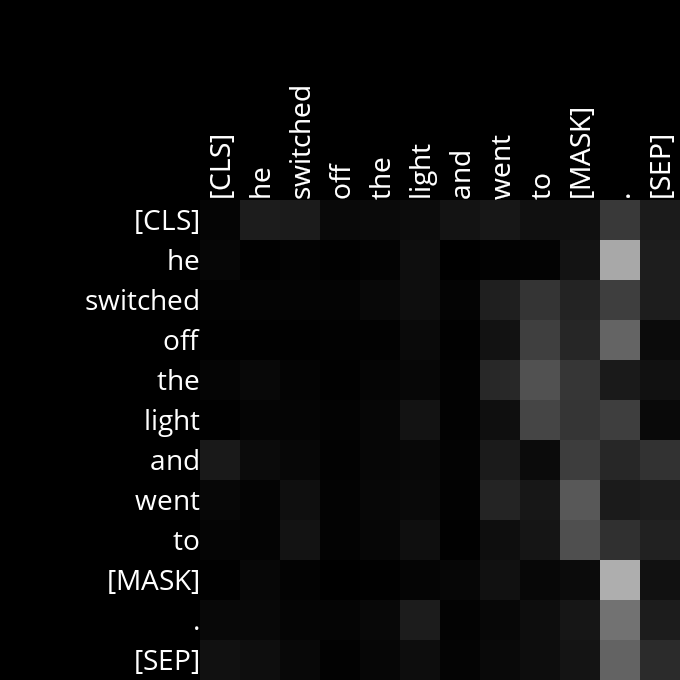 [CLS] he switched off the light and went to [MASK] . [SEP]
[CLS]
he
switched
off
the
light
and
went
to
[MASK]
.
[SEP]